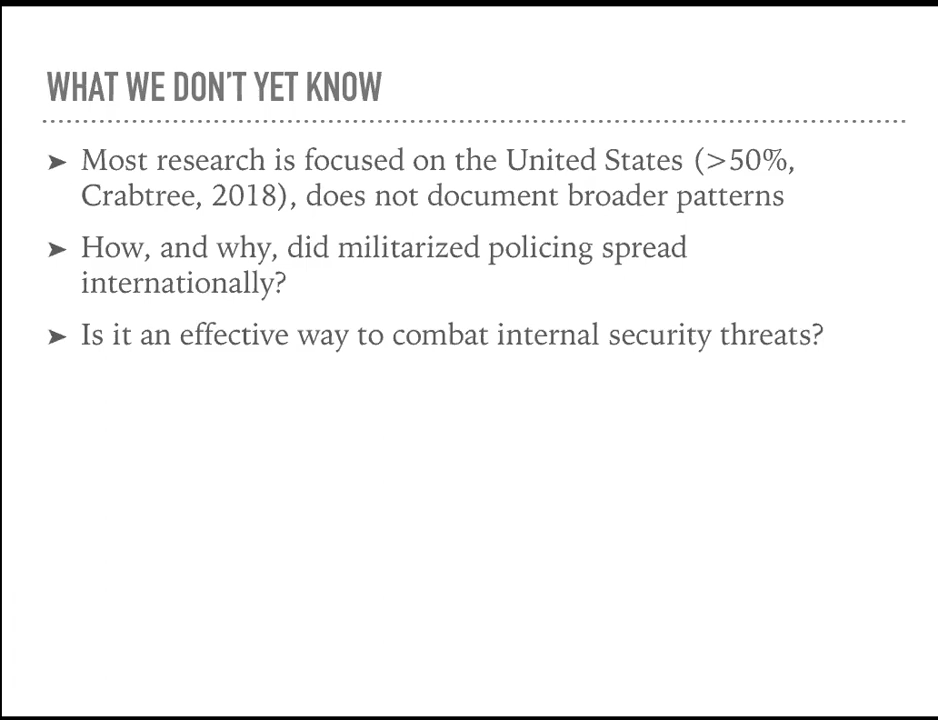 WHAT WE DON'T YET KNOW
➤ Most research is focused on the United States (>50%,
Crabtree, 2018), does not document broader patterns
➤ How, and why, did militarized policing spread
internationally?
➤ Is it an effective way to combat internal security threats?